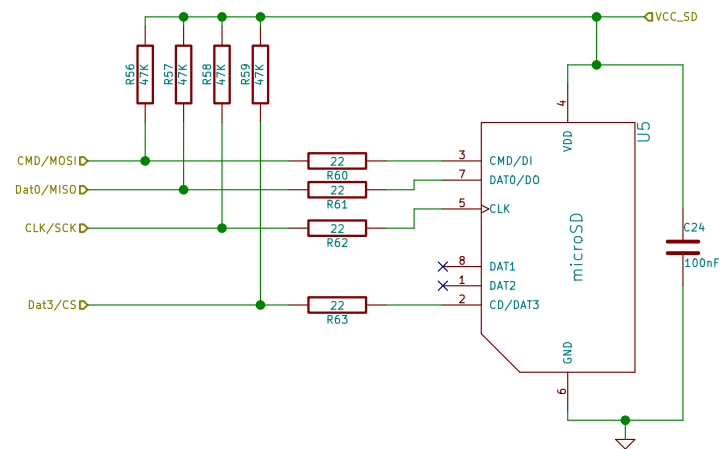 VCC_SD
R56
47K
R57
47K
R58
47K
R59
47K
U5
4
VDD
CMD/MOSI
22
R60
3
CMD/DI
Dat0/MISO
22
R61
7
DAT0/DO
CLK/SCK
22
R62
5
CLK
microSD
C24
100nF
8
DAT1
1
DAT2
Dat3/CS
22
R63
2
CD/DAT3
GND
6